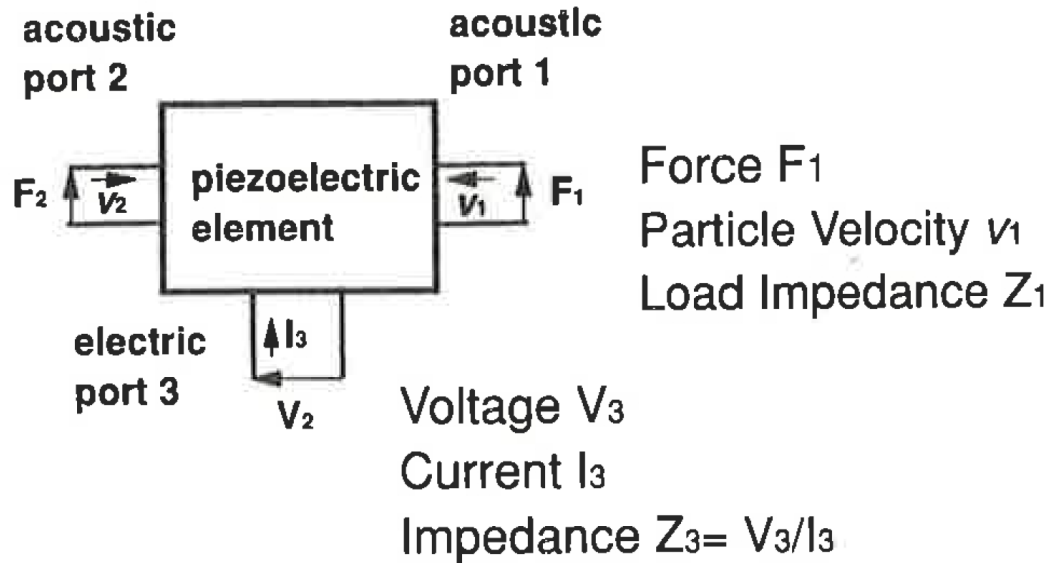 acoustic
port 2
acoustic
port 1
F2
v2
piezoelectric
element
v1
F1
electric
port 3
I3
V2
Force F1
Particle Velocity v1
Load Impedance Z1
Voltage V3
Current I3
Impedance Z3= V3/I3